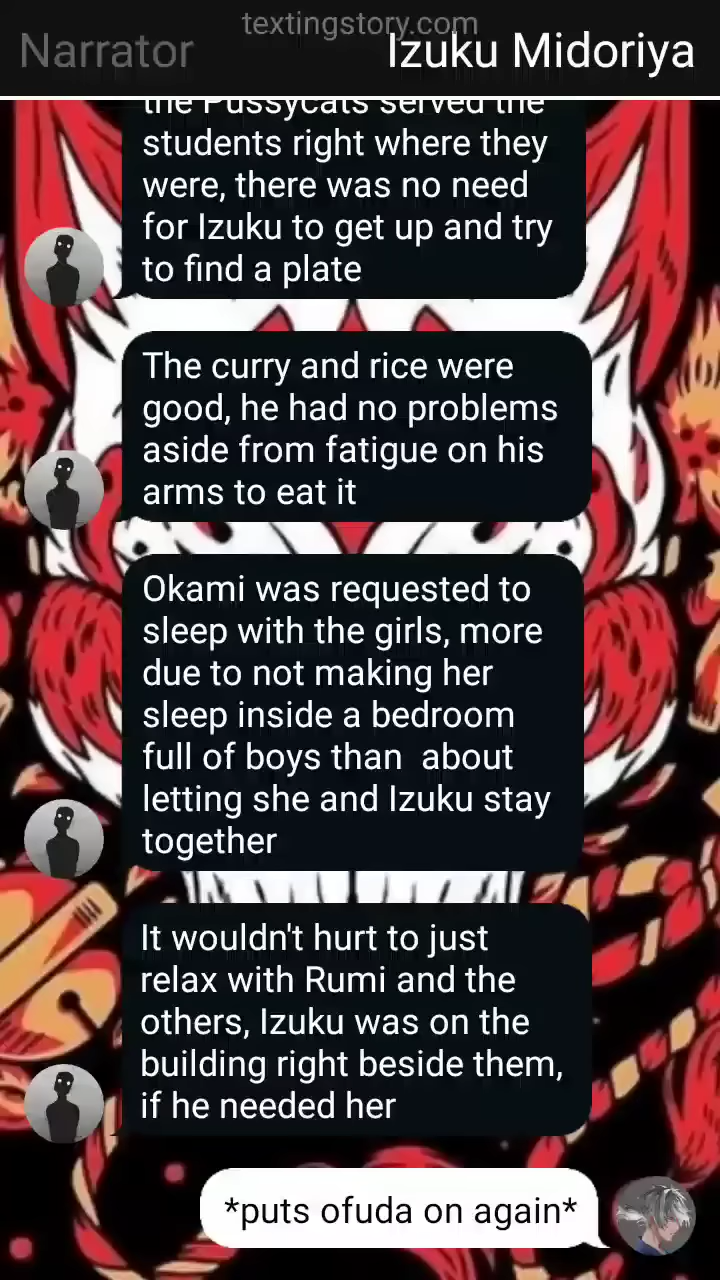 textingstory.com
Narrator
Izuku Midoriya
the Pussycats served the
students right where they
were, there was no need
for Izuku to get up and try
to find a plate
The curry and rice were
good, he had no problems
aside from fatigue on his
arms to eat it
Okami was requested to
sleep with the girls, more
due to not making her
sleep inside a bedroom
full of boys than  about
letting she and Izuku stay
together
It wouldn't hurt to just
relax with Rumi and the
others, Izuku was on the
building right beside them,
if he needed her
*puts ofuda on again*